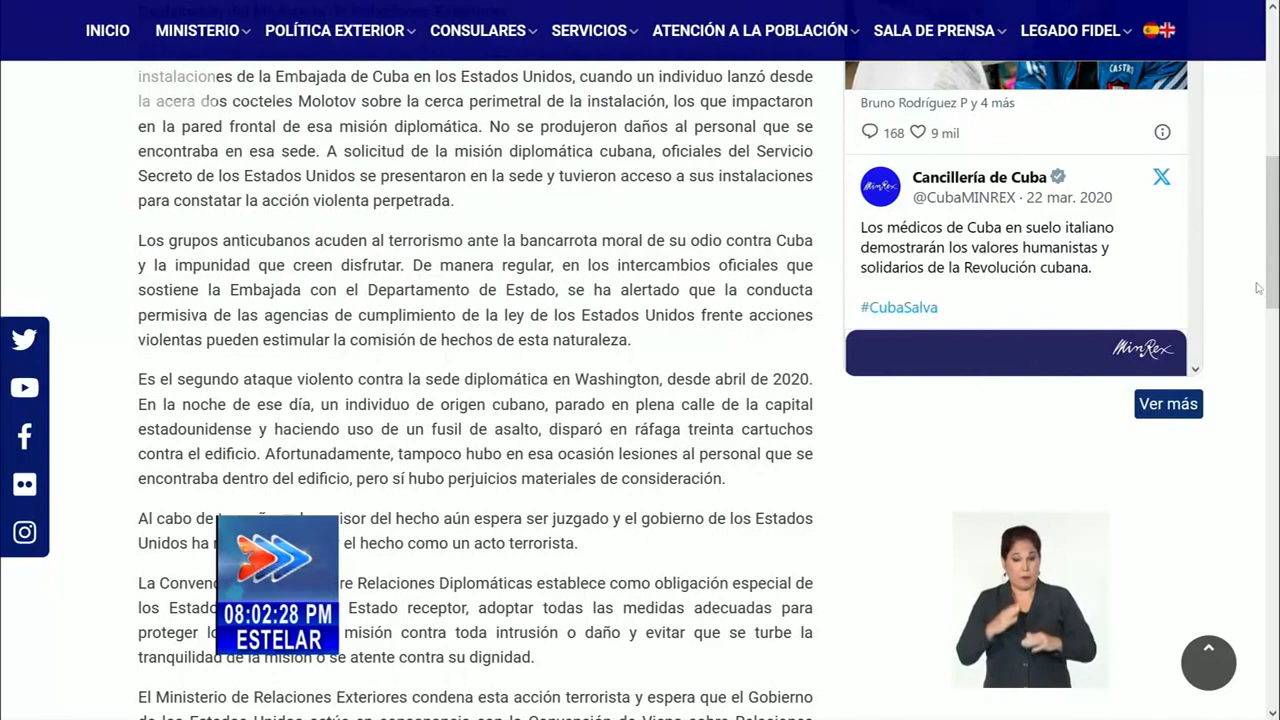 INICIO MINISTERIO POLÍTICA EXTERIOR CONSULARES SERVICIOS ATENCIÓN A LA POBLACIÓN SALA DE PRENSA LEGADO FIDEL
instalaciones de la Embajada de Cuba en los Estados Unidos, cuando un individuo lanzó desde
la acera dos cocteles Molotov sobre la cerca perimetral de la instalación, los que impactaron
en la pared frontal de esa misión diplomática. No se produjeron daños al personal que se
encontraba en esa sede. A solicitud de la misión diplomática cubana, oficiales del Servicio
Secreto de los Estados Unidos se presentaron en la sede y tuvieron acceso a sus instalaciones
para constatar la acción violenta perpetrada.
Los grupos anticubanos acuden al terrorismo ante la bancarrota moral de su odio contra Cuba
y la impunidad que creen disfrutar. De manera regular, en los intercambios oficiales que
sostiene la Embajada con el Departamento de Estado, se ha alertado que la conducta
permisiva de las agencias de cumplimiento de la ley de los Estados Unidos frente acciones
violentas pueden estimular la comisión de hechos de esta naturaleza.
Es el segundo ataque violento contra la sede diplomática en Washington, desde abril de 2020.
En la noche de ese día, un individuo de origen cubano, parado en plena calle de la capital
estadounidense y haciendo uso de un fusil de asalto, disparó en ráfaga treinta cartuchos
contra el edificio. Afortunadamente, tampoco hubo en esa ocasión lesiones al personal que se
encontraba dentro del edificio, pero sí hubo perjuicios materiales de consideración.
Al cabo de del hecho aún espera ser juzgado y el gobierno de los Estados
Unidos ha el hecho como un acto terrorista.
La Relaciones Diplomáticas establece como obligación especial de
los Estado receptor, adoptar todas las medidas adecuadas para
proteger misión contra toda intrusión o daño y evitar que se turbe la
tranquilidad de la misión o se atente contra su dignidad.
El Ministerio de Relaciones Exteriores condena esta acción terrorista y espera que el Gobierno
CASTRO
Bruno Rodríguez P y 4 más
168 9 mil
Cancillería de Cuba
@CubaMINREX · 22 mar. 2020
Los médicos de Cuba en suelo italiano
demostrarán los valores humanistas y
solidarios de la Revolución cubana.
#CubaSalva
MinRex
Ver más
08:02:28 PM
ESTELAR